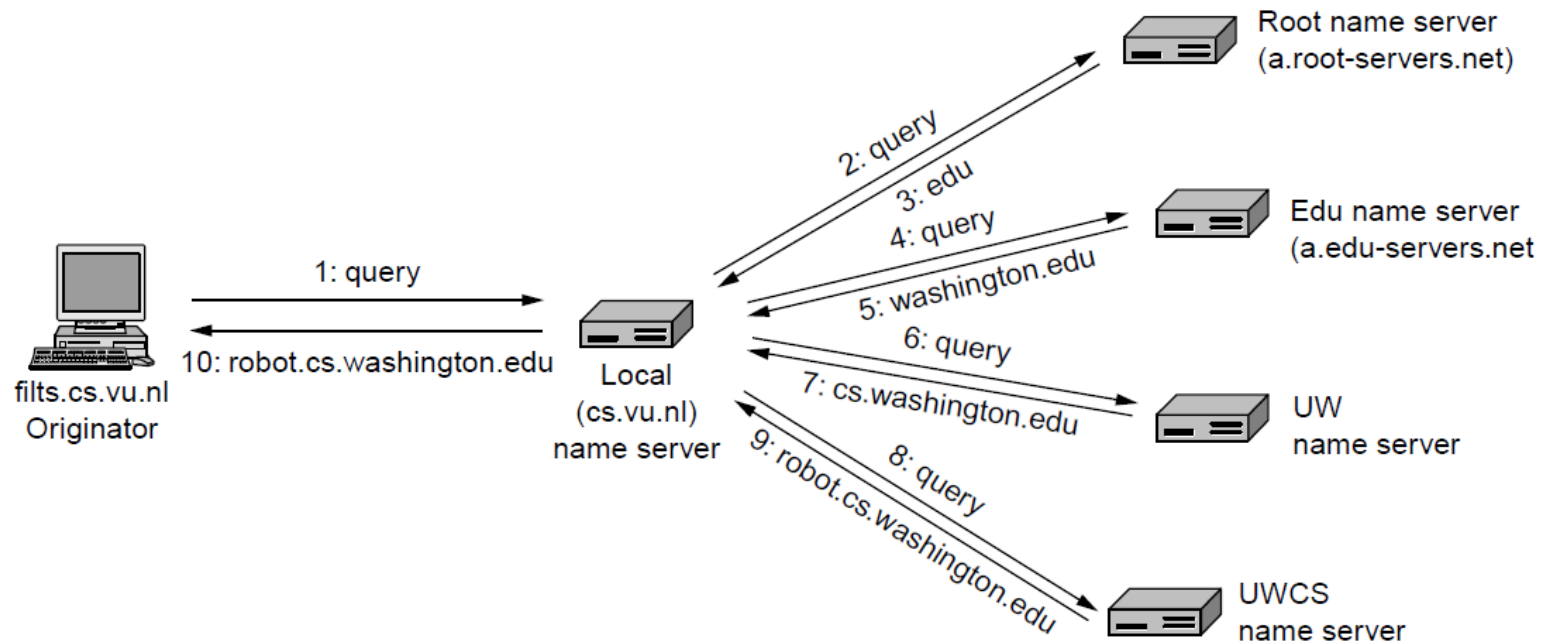 Root name server
(a.root-servers.net)
2: query
3: edu
4: query
Edu name server
(a.edu-servers.net
5: washington.edu
1: query
6: query
10: robot.cs.washington.edu
7: cs.washington.edu
filts.cs.vu.nl
Originator
Local
(cs.vu.nl)
name server
UW
name server
8: query
9: robot.cs.washington.edu
UWCS
name server